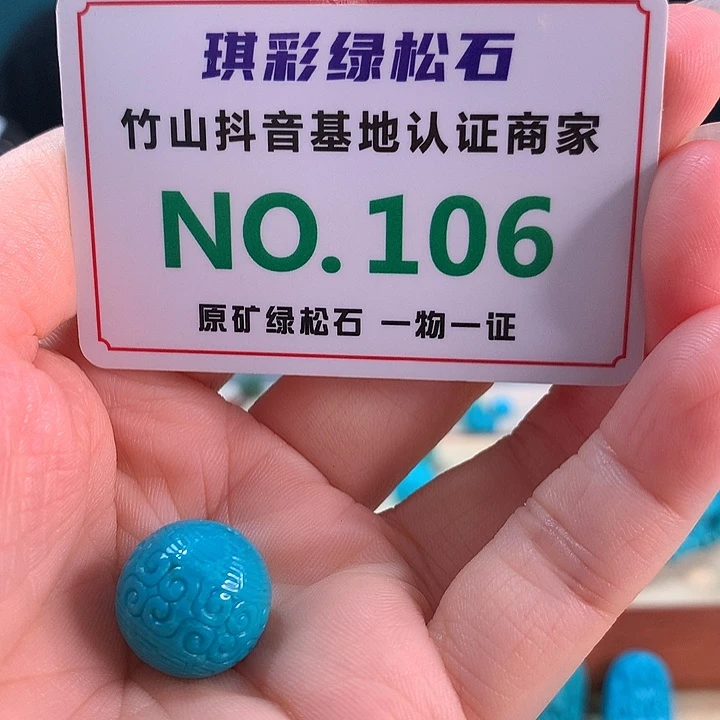 琪彩绿松石
竹山抖音基地认证商家
NO.106
原矿绿松石 一物一证